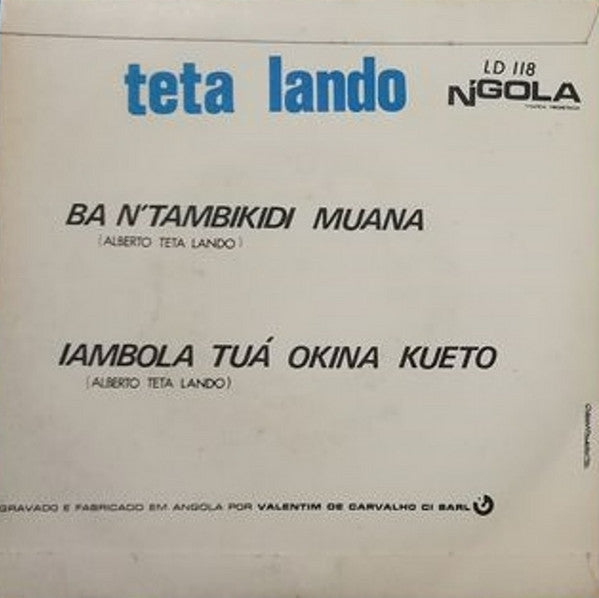 teta lando
LD 118
N'GOLA
BA N'TAMBIKIDI MUANA
(ALBERTO TETA LANDO)
IAMBOLA TUÁ OKINA KUETO
(ALBERTO TETA LANDO)
GRAVADO E FABRICADO EM ANGOLA POR VALENTIM DE CARVALHO CI SARL